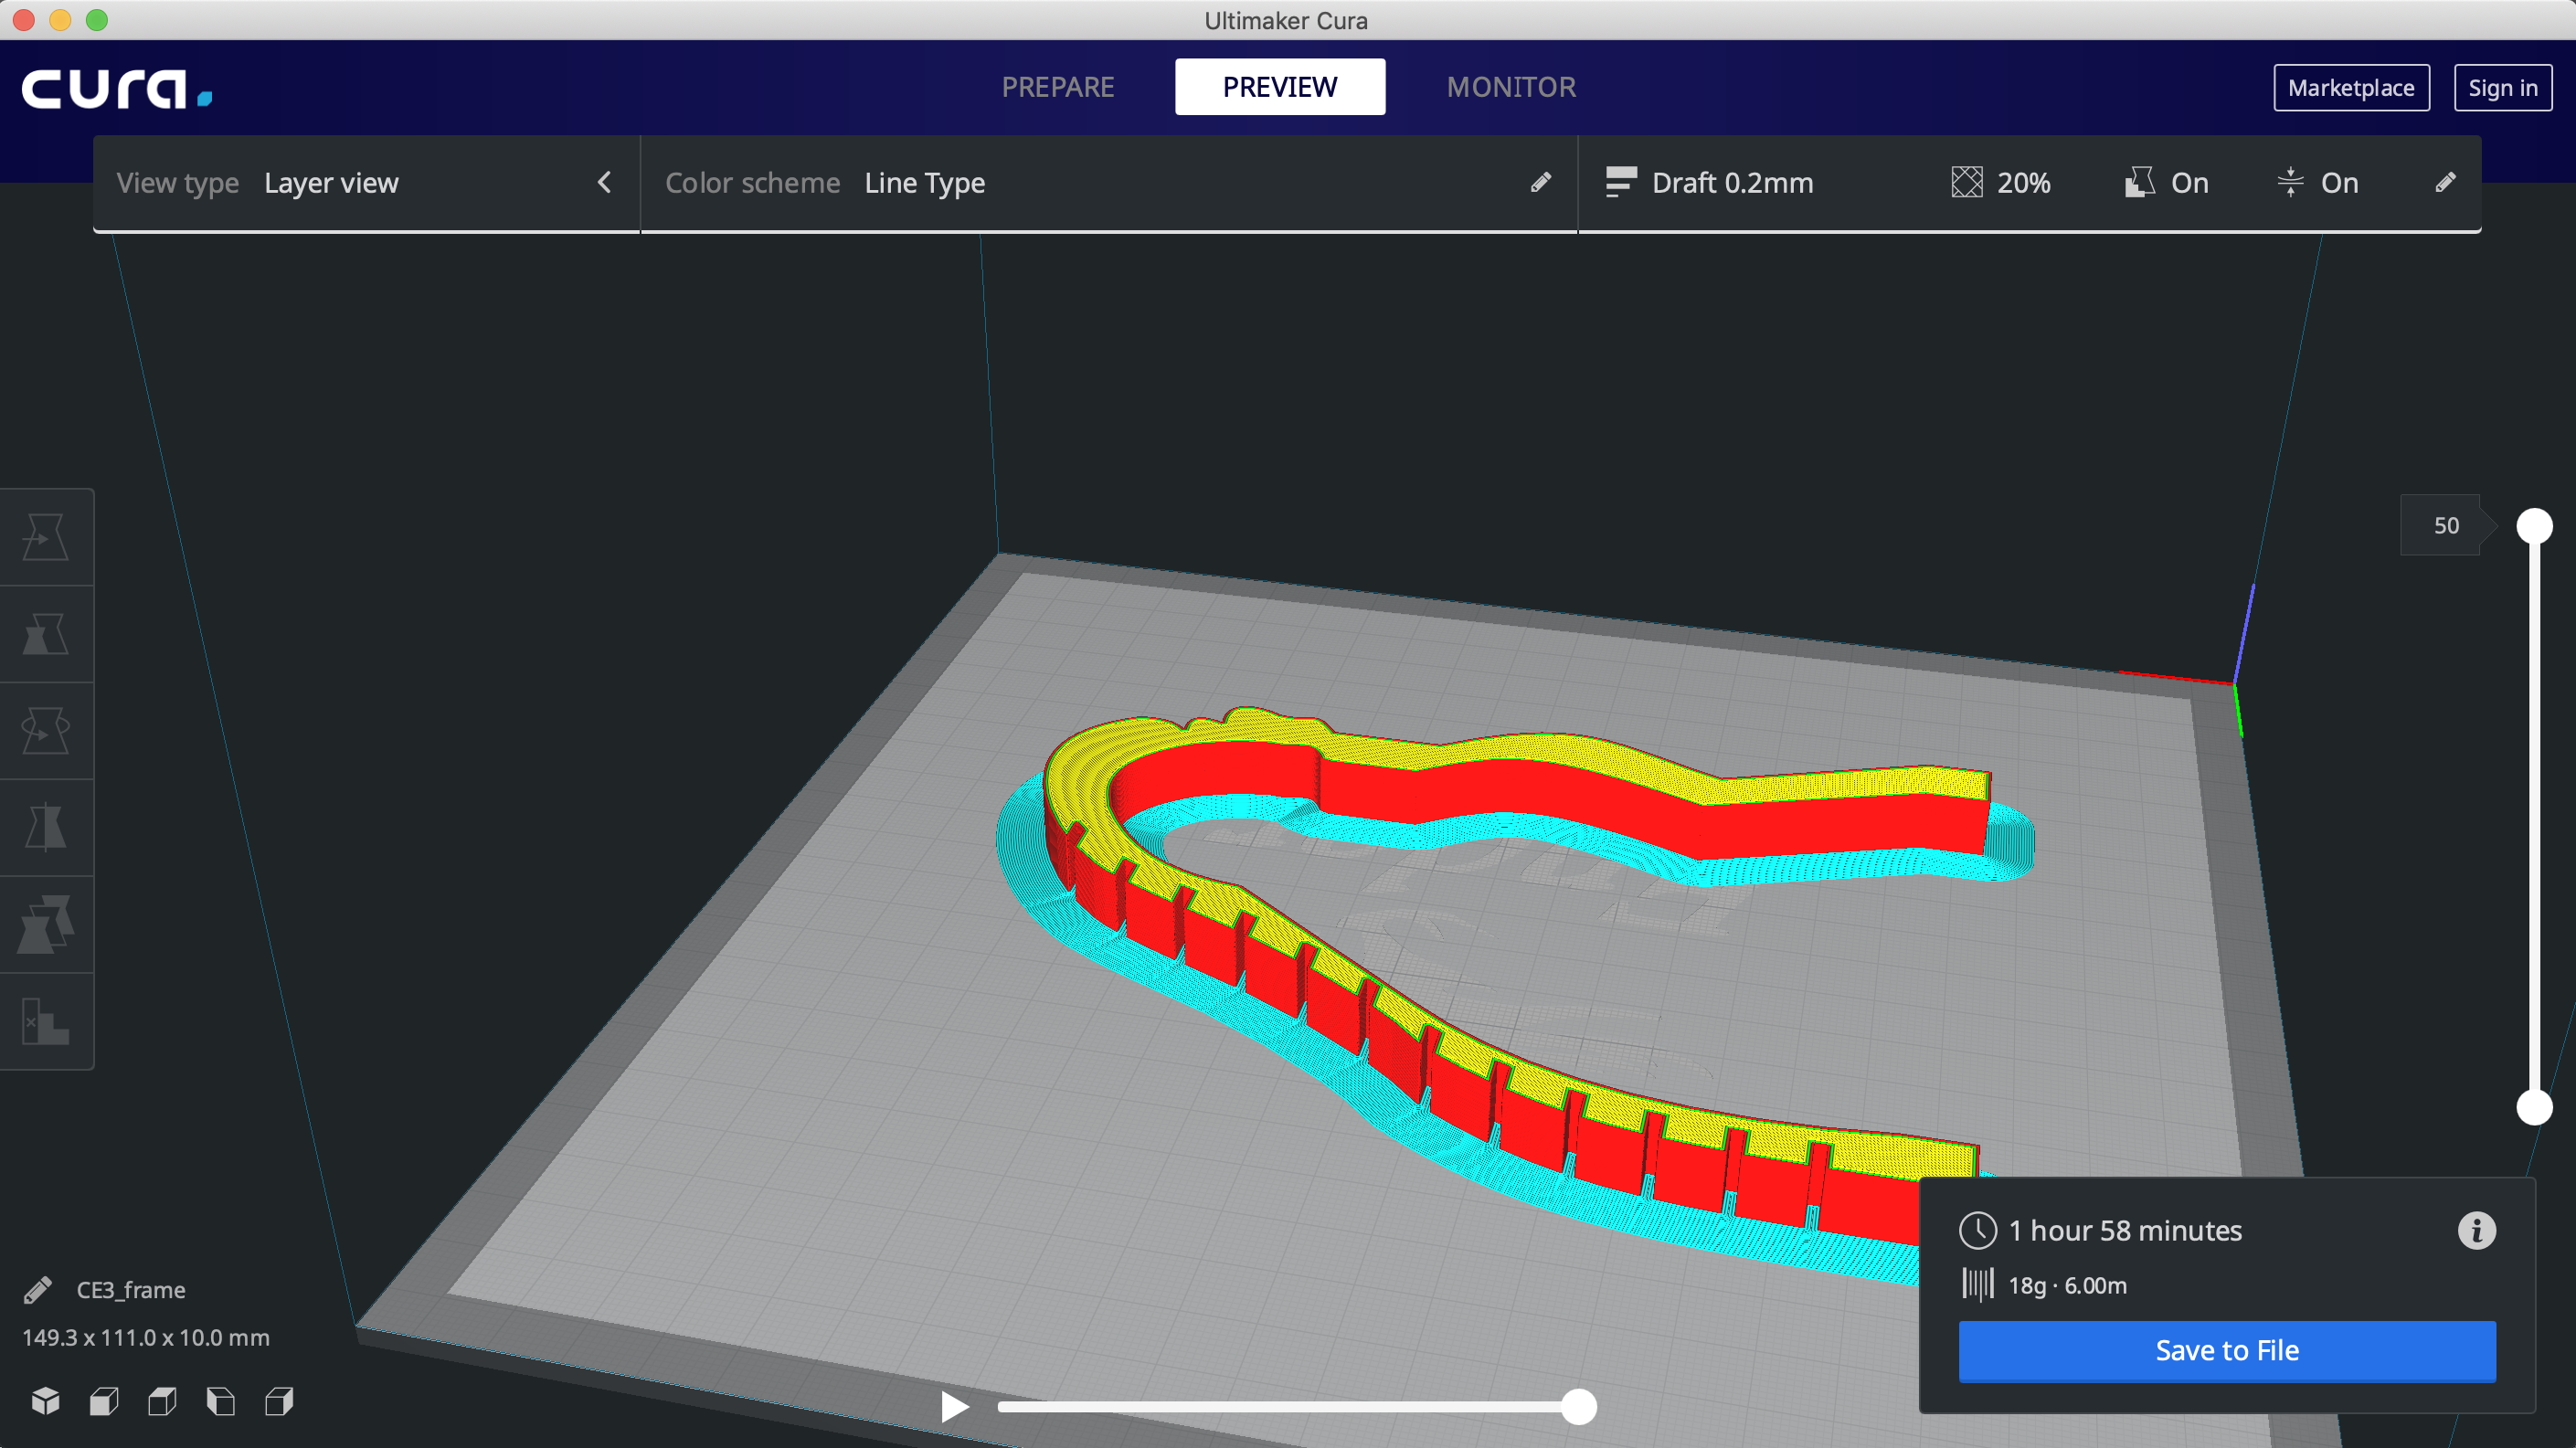 Ultimaker Cura
cura.
PREPARE PREVIEW MONITOR
Marketplace Sign in
View type Layer view
Color scheme Line Type
Draft 0.2mm 20% On On
50
CE3_frame
149.3 x 111.0 x 10.0 mm
1 hour 58 minutes
18g · 6.00m
Save to File